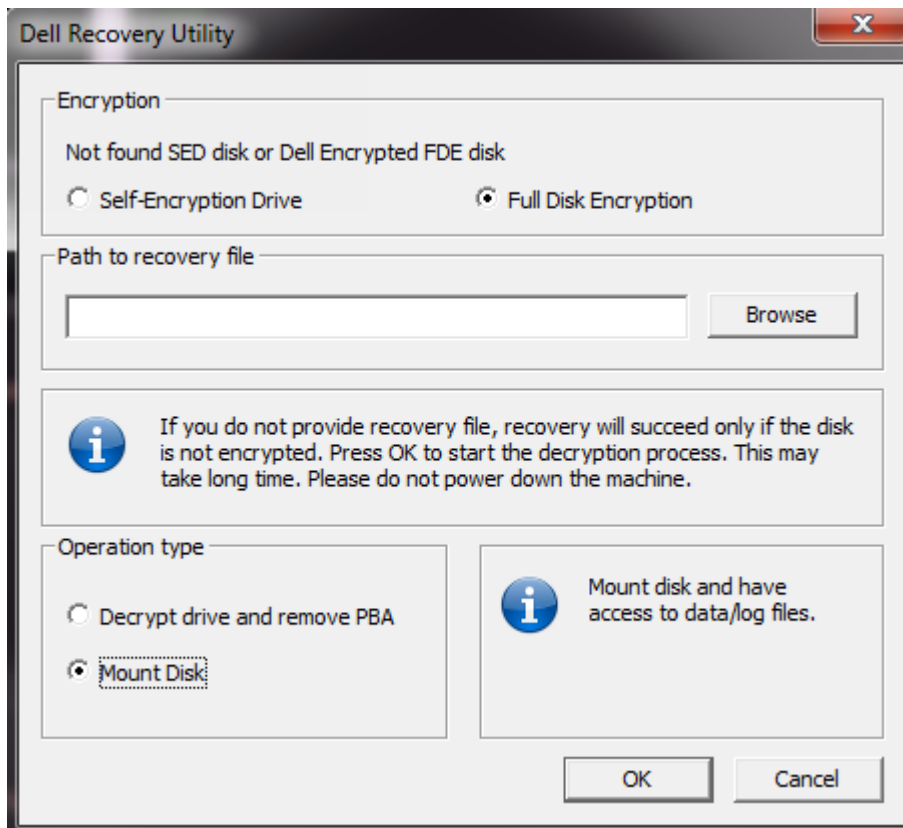 Dell Recovery Utility
Encryption
Not found SED disk or Dell Encrypted FDE disk
Self-Encryption Drive
Full Disk Encryption
Path to recovery file
Browse
If you do not provide recovery file, recovery will succeed only if the disk
is not encrypted. Press OK to start the decryption process. This may
take long time. Please do not power down the machine.
Operation type
Decrypt drive and remove PBA
Mount Disk
Mount disk and have
access to data/log files.
OK
Cancel